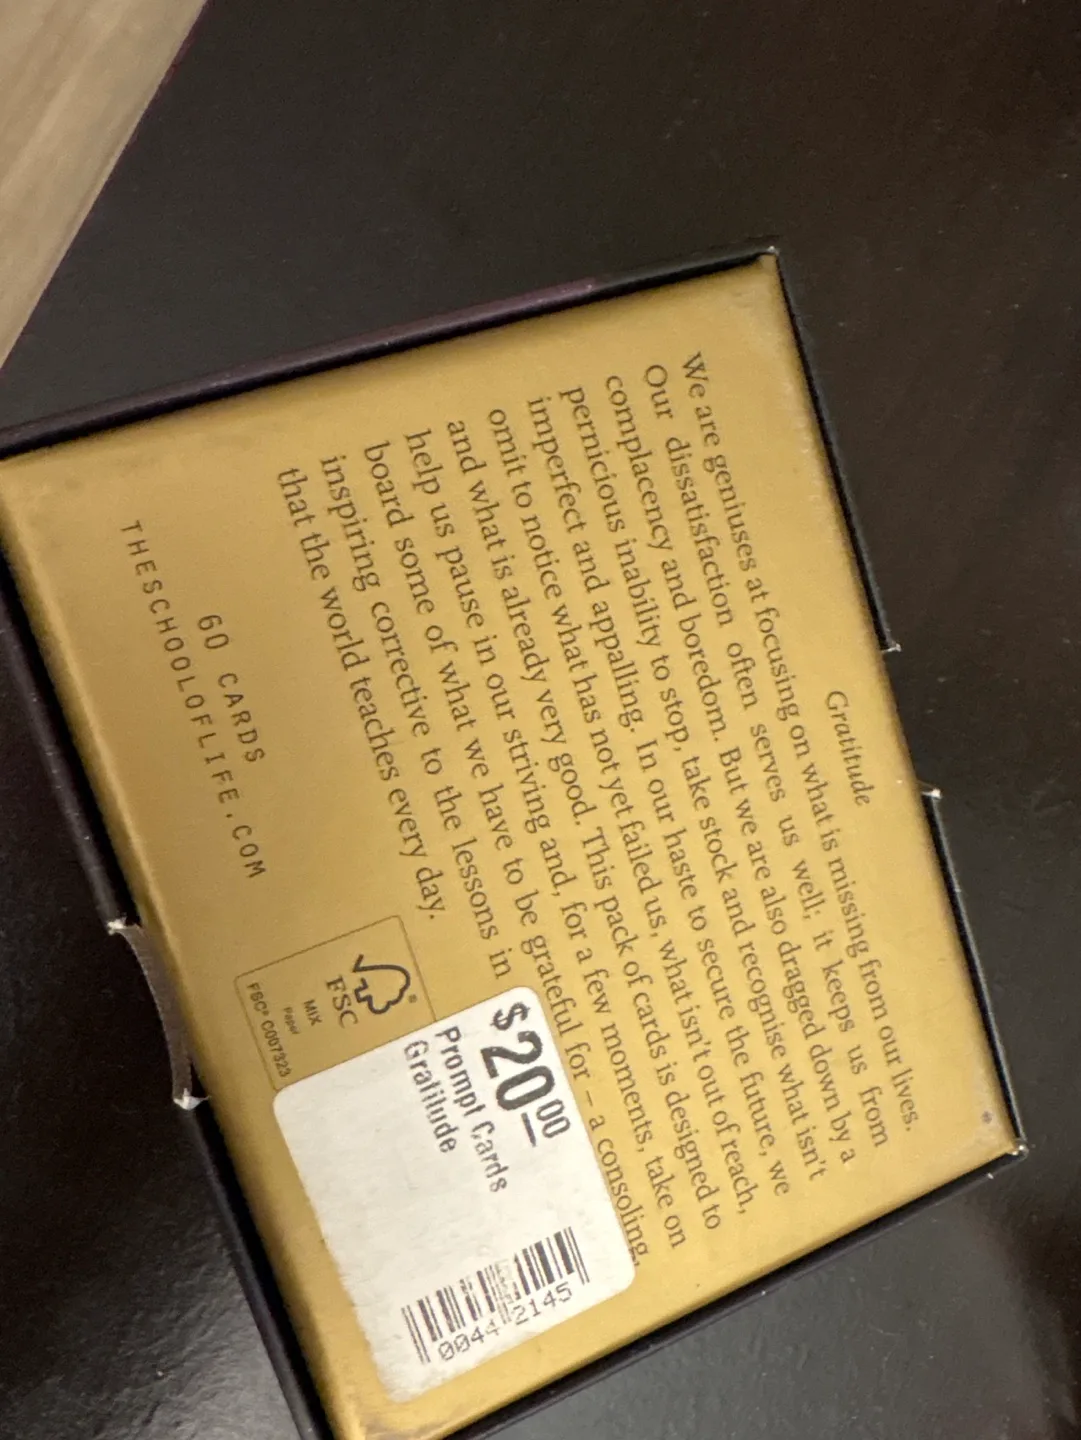 Gratitude
We are geniuses at focusing on what is missing from our lives.
Our dissatisfaction often serves us well; it keeps us from
complacency and boredom. But we are also dragged down by a
pernicious inability to stop, take stock and recognise what isn't
imperfect and appalling. In our haste to secure the future, we
omit to notice what has not yet failed us, what isn't out of reach,
and what is already very good. This pack of cards is designed to
help us pause in our striving and, for a few moments, take on
board some of what we have to be grateful for – a consoling,
inspiring corrective to the lessons in
that the world teaches every day.
60 CARDS
THESCHOOLOFLIFE.COM
FSC
MIX
Paper
FSC® C007323
$20.00
Prompt Cards
Gratitude
00442145